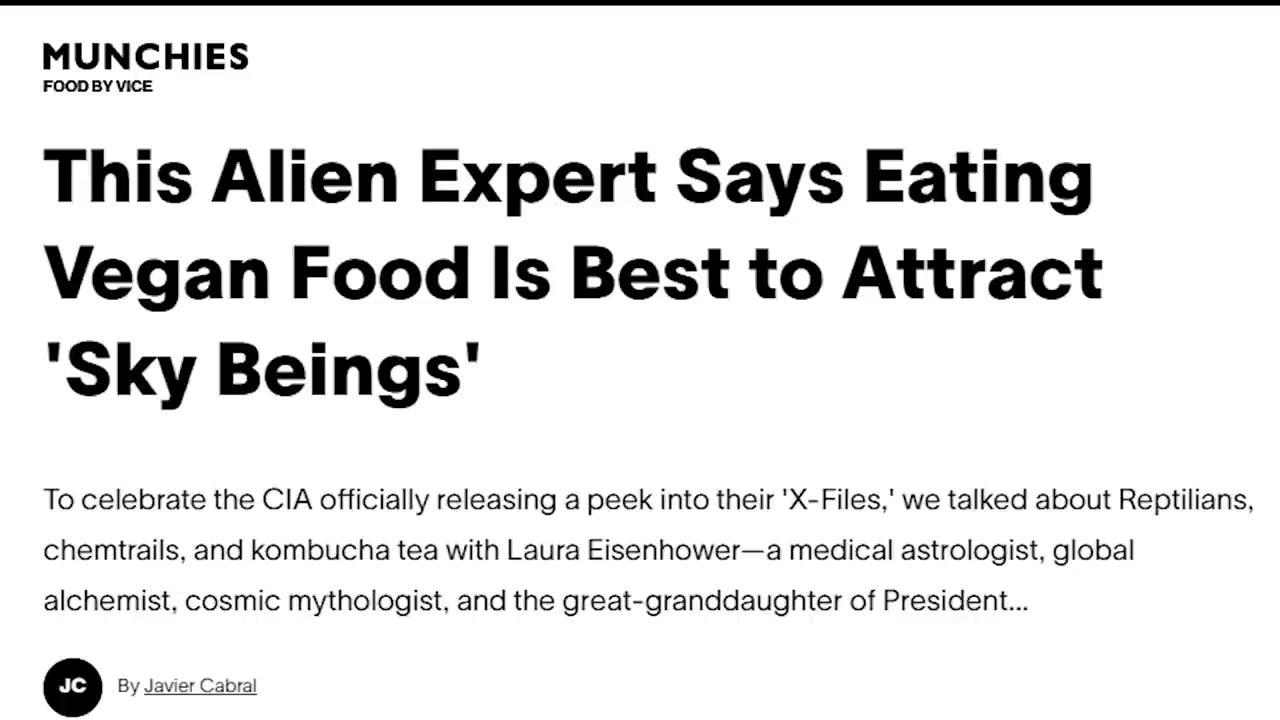 MUNCHIES
FOOD BY VICE
This Alien Expert Says Eating
Vegan Food Is Best to Attract
'Sky Beings'
To celebrate the CIA officially releasing a peek into their 'X-Files,' we talked about Reptilians,
chemtrails, and kombucha tea with Laura Eisenhower—a medical astrologist, global
alchemist, cosmic mythologist, and the great-granddaughter of President...
JC By Javier Cabral